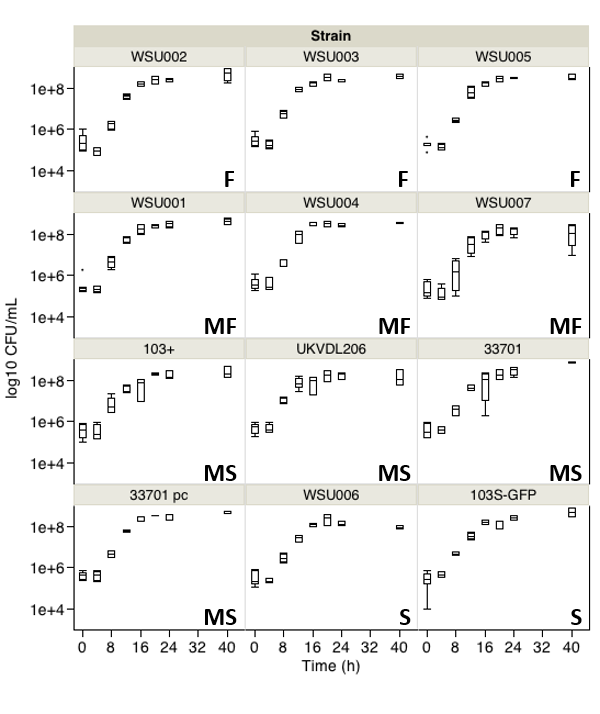 Strain
WSU002 WSU003 WSU005
1e+8
1e+6
1e+4
F F F
WSU001 WSU004 WSU007
1e+8
1e+6
1e+4
MF MF MF
103+ UKVDL206 33701
1e+8
1e+6
1e+4
MS MS MS
33701 pc WSU006 103S-GFP
1e+8
1e+6
1e+4
MS S S
log10 CFU/mL
0 8 16 24 32 40 0 8 16 24 32 40 0 8 16 24 32 40
Time (h)